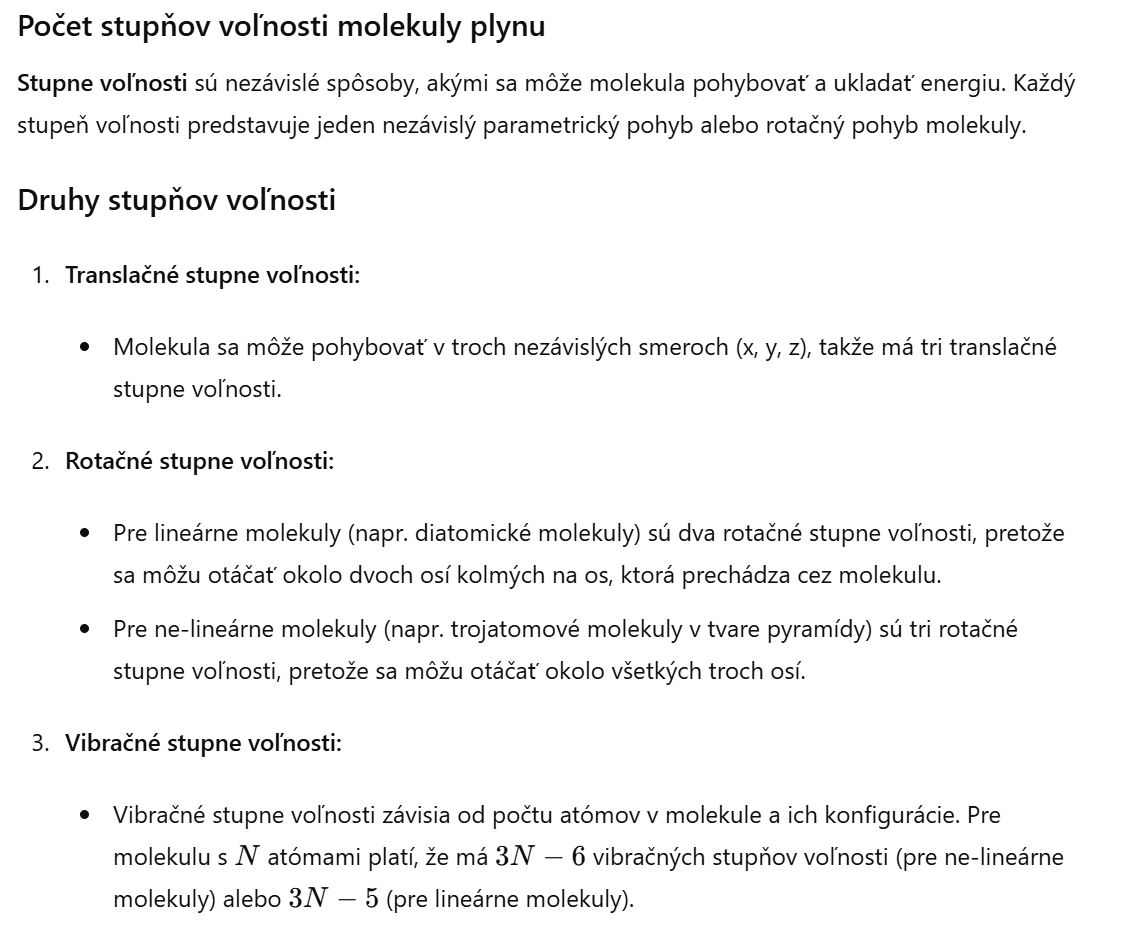 Počet stupňov voľnosti molekuly plynu
Stupne voľnosti sú nezávislé spôsoby, akými sa môže molekula pohybovať a ukladať energiu. Každý
stupeň voľnosti predstavuje jeden nezávislý parametrický pohyb alebo rotačný pohyb molekuly.
Druhy stupňov voľnosti
1. Translačné stupne voľnosti:
• Molekula sa môže pohybovať v troch nezávislých smeroch (x, y, z), takže má tri translačné
stupne voľnosti.
2. Rotačné stupne voľnosti:
• Pre lineárne molekuly (napr. diatomické molekuly) sú dva rotačné stupne voľnosti, pretože
sa môžu otáčať okolo dvoch osí kolmých na os, ktorá prechádza cez molekulu.
• Pre ne-lineárne molekuly (napr. trojatomové molekuly v tvare pyramídy) sú tri rotačné
stupne voľnosti, pretože sa môžu otáčať okolo všetkých troch osí.
3. Vibračné stupne voľnosti:
• Vibračné stupne voľnosti závisia od počtu atómov v molekule a ich konfigurácie. Pre
molekulu s N atómami platí, že má 3N − 6 vibračných stupňov voľnosti (pre ne-lineárne
molekuly) alebo 3N − 5 (pre lineárne molekuly).